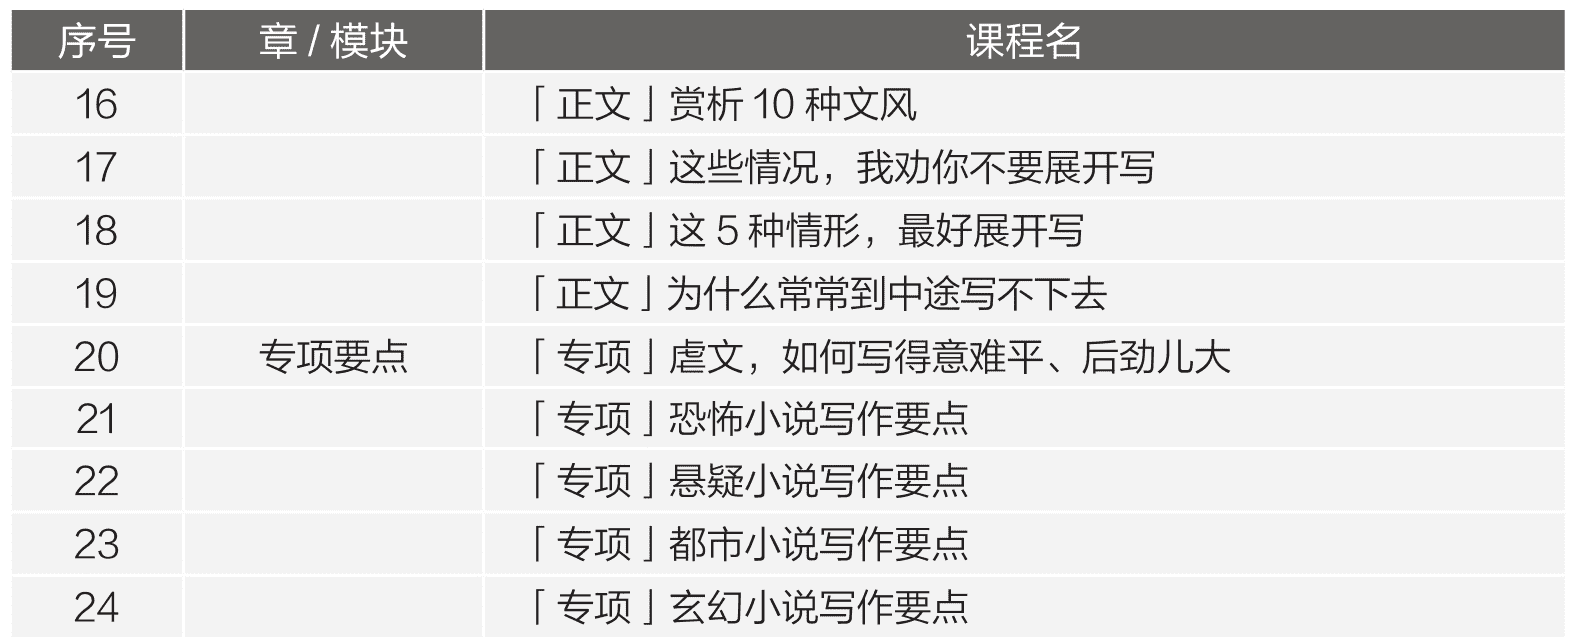 序号 章 / 模块 课程名
16 「正文」赏析 10 种文风
17 「正文」这些情况，我劝你不要展开写
18 「正文」这 5 种情形，最好展开写
19 「正文」为什么常常到中途写不下去
20 专项要点 「专项」虐文，如何写得意难平、后劲儿大
21 「专项」恐怖小说写作要点
22 「专项」悬疑小说写作要点
23 「专项」都市小说写作要点
24 「专项」玄幻小说写作要点